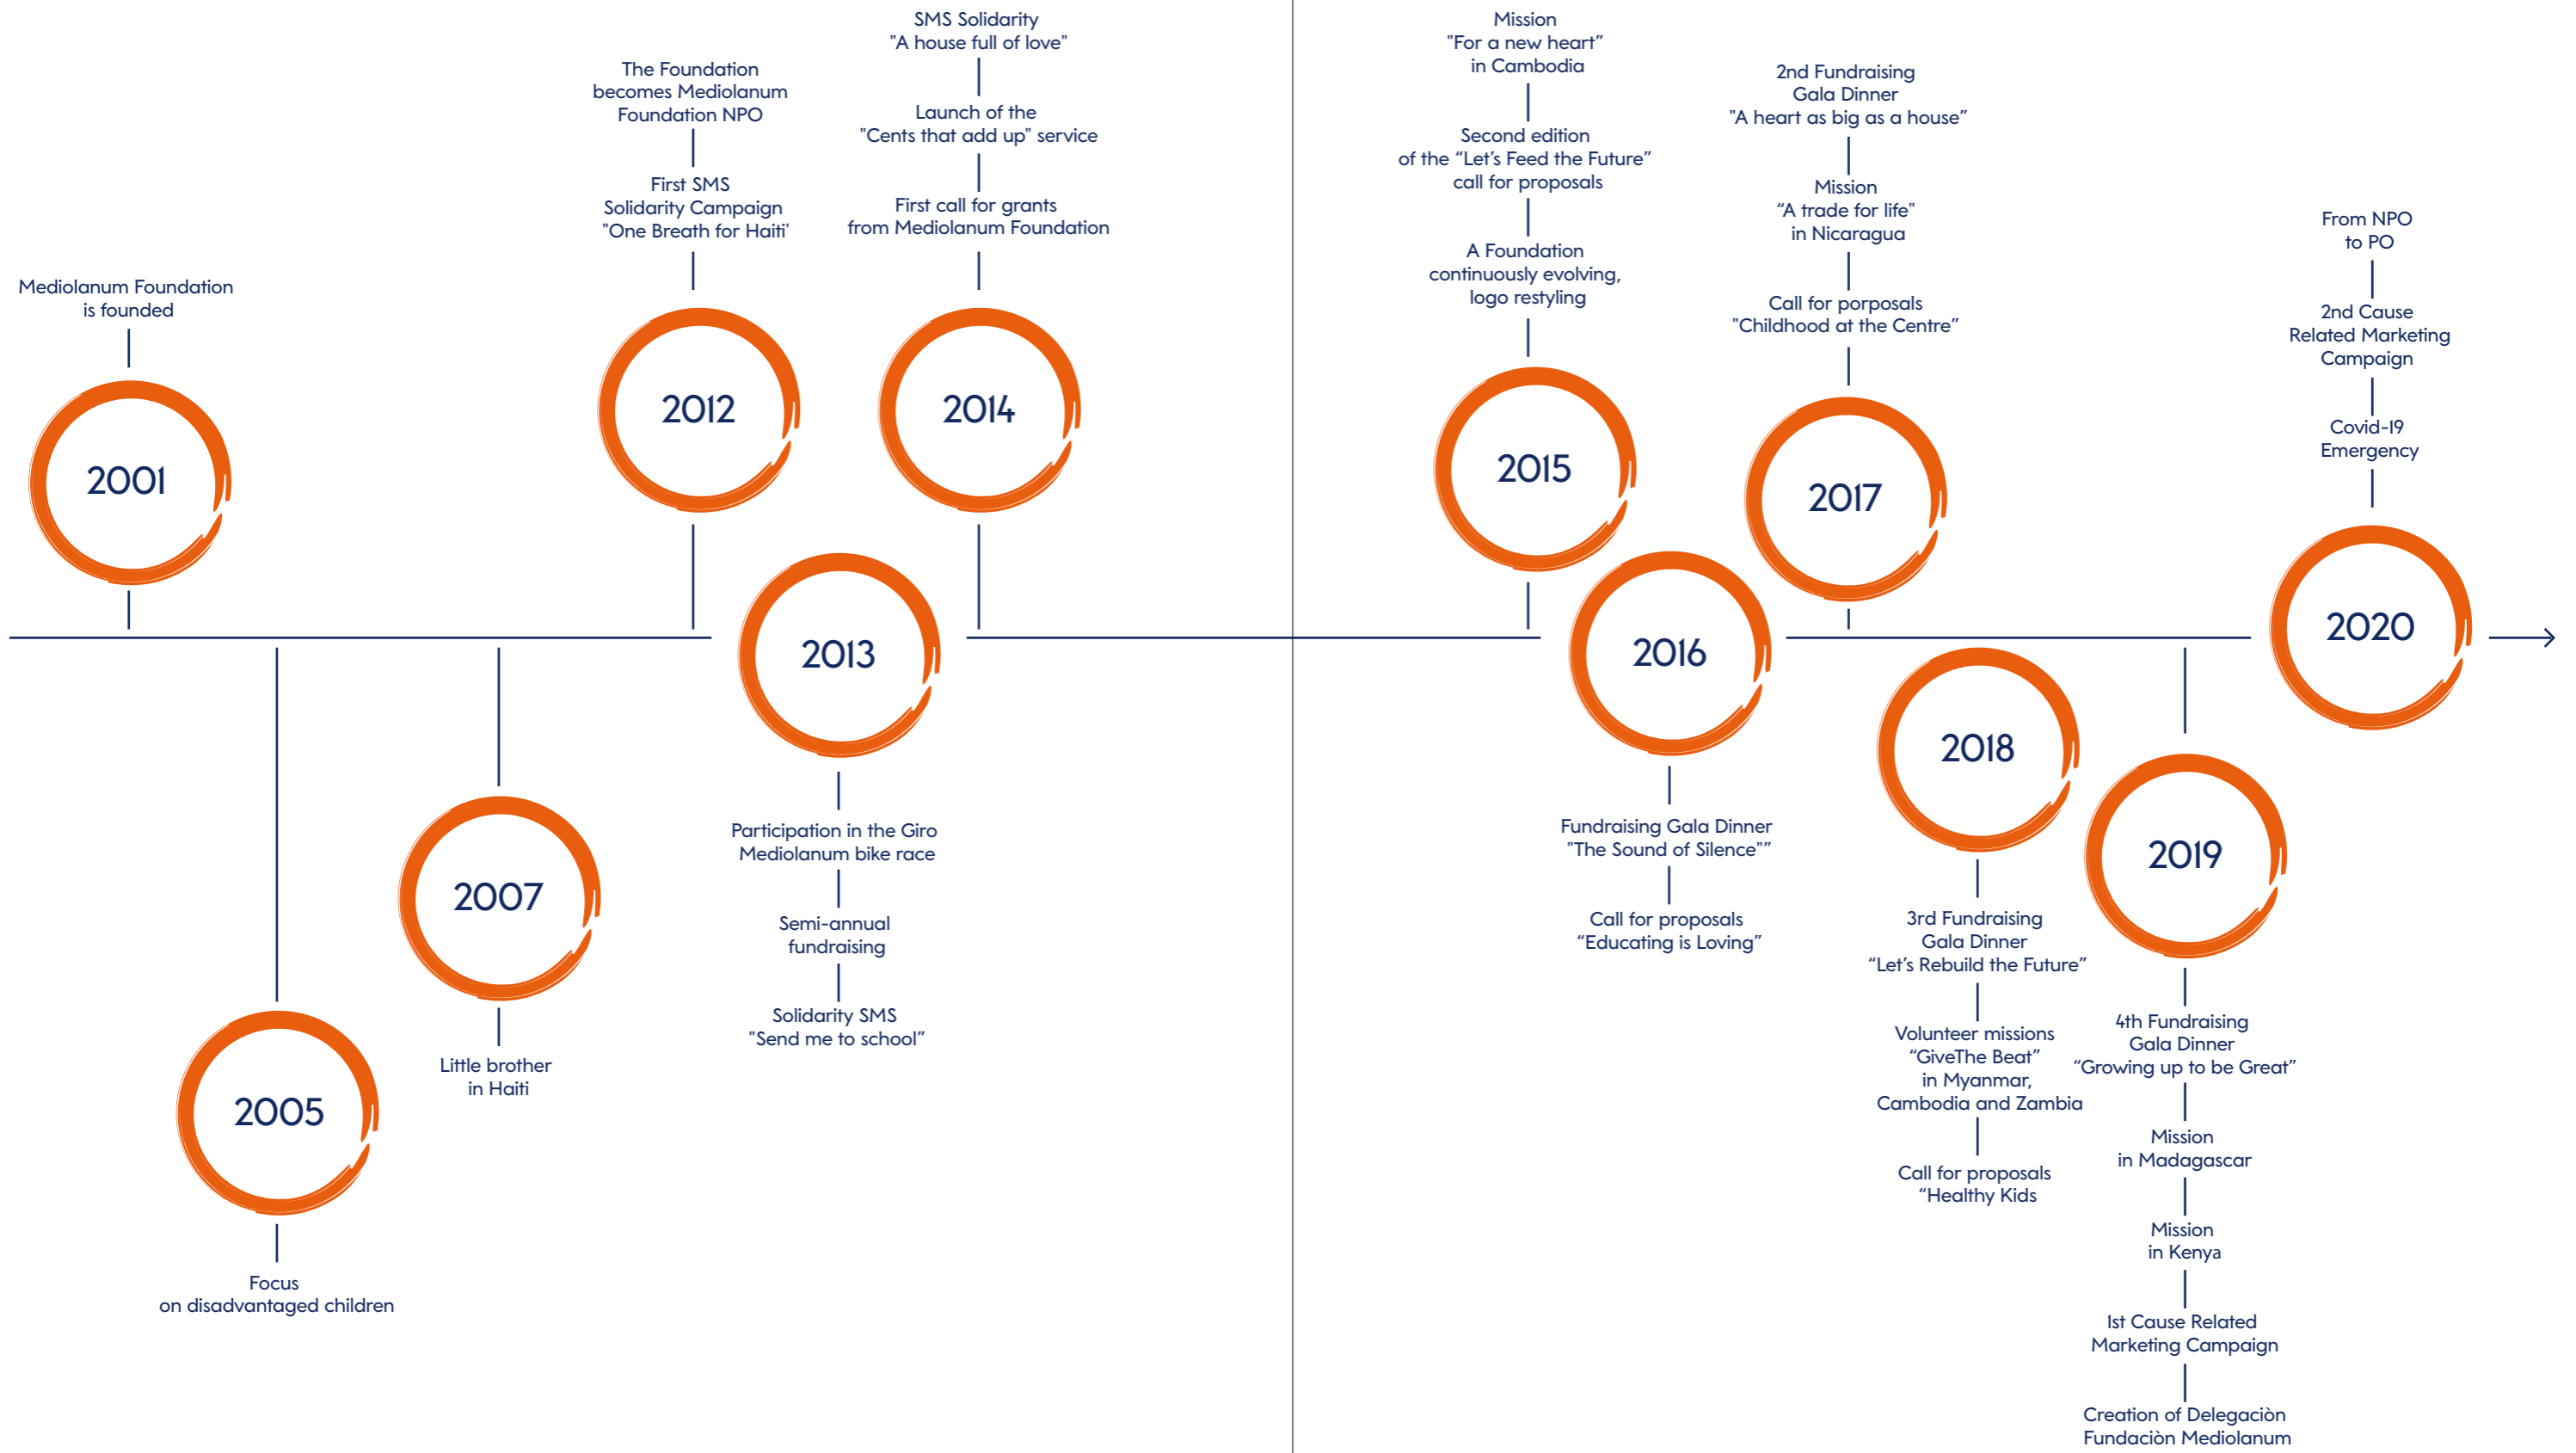 Mediolanum Foundation
is founded
2001
2005
Focus
on disadvantaged children
2007
Little brother
in Haiti
The Foundation
becomes Mediolanum
Foundation NPO
First SMS
Solidarity Campaign
"One Breath for Haiti'
2012
2013
Participation in the Giro
Mediolanum bike race
Semi-annual
fundraising
Solidarity SMS
"Send me to school”
SMS Solidarity
"A house full of love"
Launch of the
"Cents that add up" service
First call for grants
from Mediolanum Foundation
2014
Mission
"For a new heart”
in Cambodia
Second edition
of the “Let’s Feed the Future”
call for proposals
A Foundation
continuously evolving,
logo restyling
2015
2016
Fundraising Gala Dinner
"The Sound of Silence"”
Call for proposals
“Educating is Loving”
2nd Fundraising
Gala Dinner
"A heart as big as a house”
Mission
“A trade for life"
in Nicaragua
Call for porposals
"Childhood at the Centre”
2017
2018
3rd Fundraising
Gala Dinner
“Let’s Rebuild the Future”
Volunteer missions
“GiveThe Beat”
in Myanmar,
Cambodia and Zambia
Call for proposals
“Healthy Kids
2019
4th Fundraising
Gala Dinner
“Growing up to be Great”
Mission
in Madagascar
Mission
in Kenya
1st Cause Related
Marketing Campaign
Creation of Delegaciòn
Fundaciòn Mediolanum
From NPO
to PO
2nd Cause
Related Marketing
Campaign
Covid-19
Emergency
2020